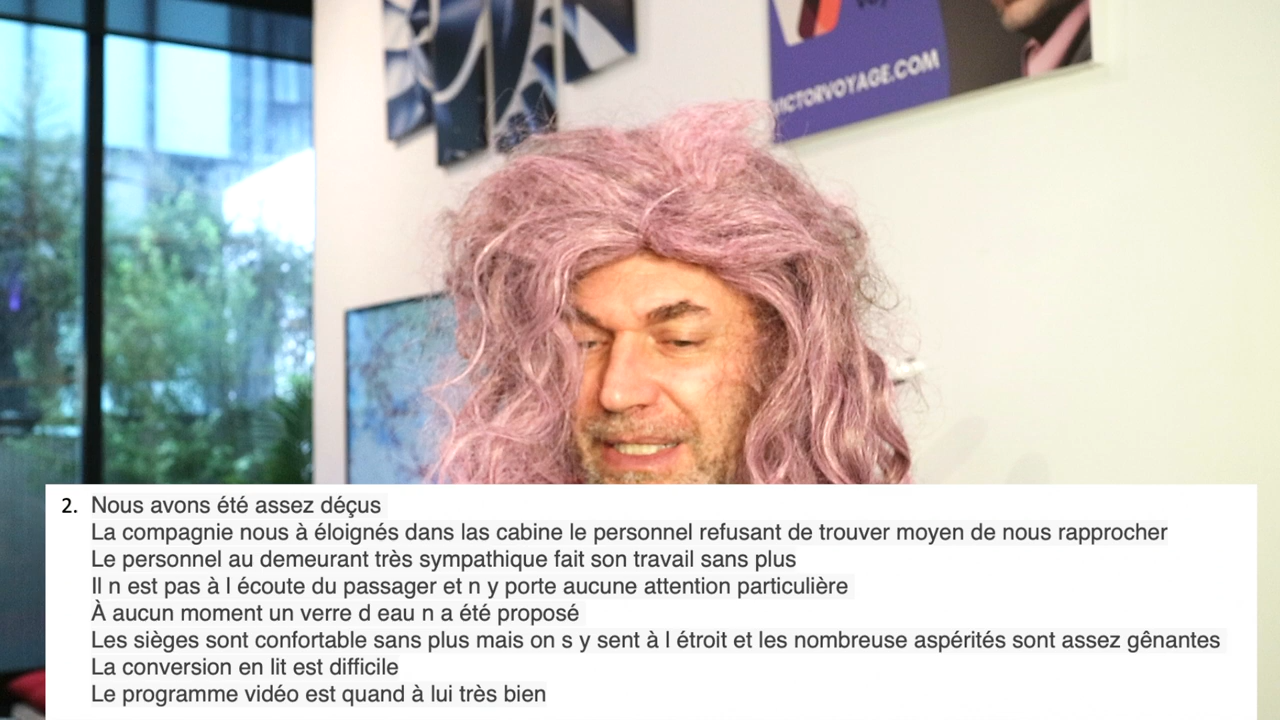 VICTORVOYAGE.COM
2. Nous avons été assez déçus
La compagnie nous à éloignés dans las cabine le personnel refusant de trouver moyen de nous rapprocher
Le personnel au demeurant très sympathique fait son travail sans plus
Il n est pas à l écoute du passager et n y porte aucune attention particulière
À aucun moment un verre d eau n a été proposé
Les sièges sont confortable sans plus mais on s y sent à l étroit et les nombreuse aspérités sont assez gênantes
La conversion en lit est difficile
Le programme vidéo est quand à lui très bien